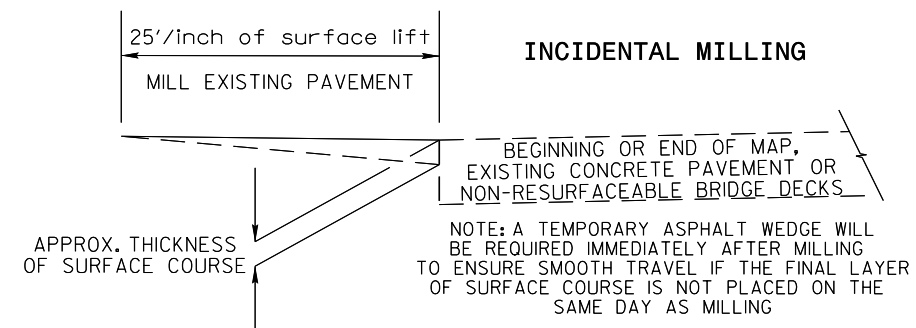 25'/inch of surface lift
INCIDENTAL MILLING
MILL EXISTING PAVEMENT
BEGINNING OR END OF MAP,
EXISTING CONCRETE PAVEMENT OR
NON-RESURFACEABLE BRIDGE DECKS
APPROX. THICKNESS
OF SURFACE COURSE
NOTE: A TEMPORARY ASPHALT WEDGE WILL
BE REQUIRED IMMEDIATELY AFTER MILLING
TO ENSURE SMOOTH TRAVEL IF THE FINAL LAYER
OF SURFACE COURSE IS NOT PLACED ON THE
SAME DAY AS MILLING